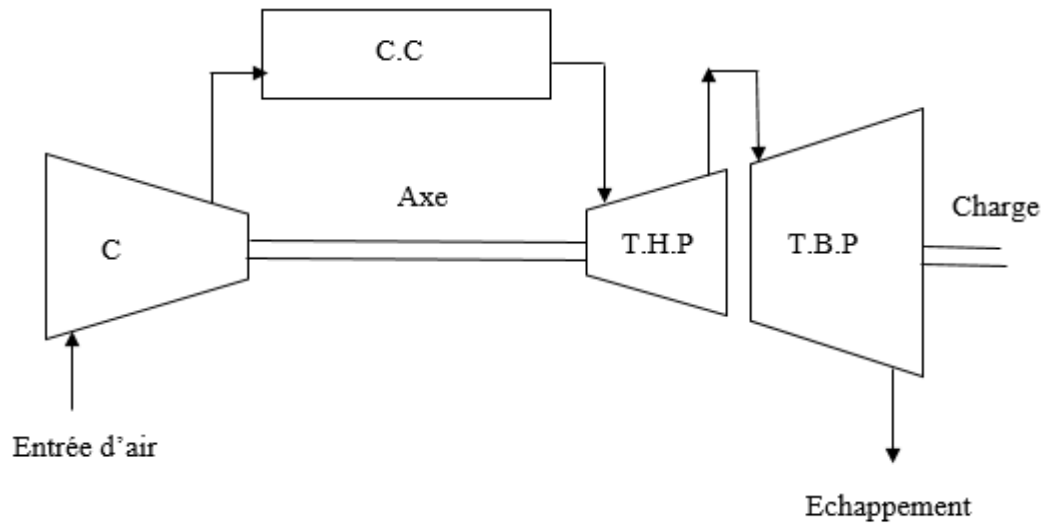 C.C
Axe
Charge
C
T.H.P
T.B.P
Entrée d’air
Echappement